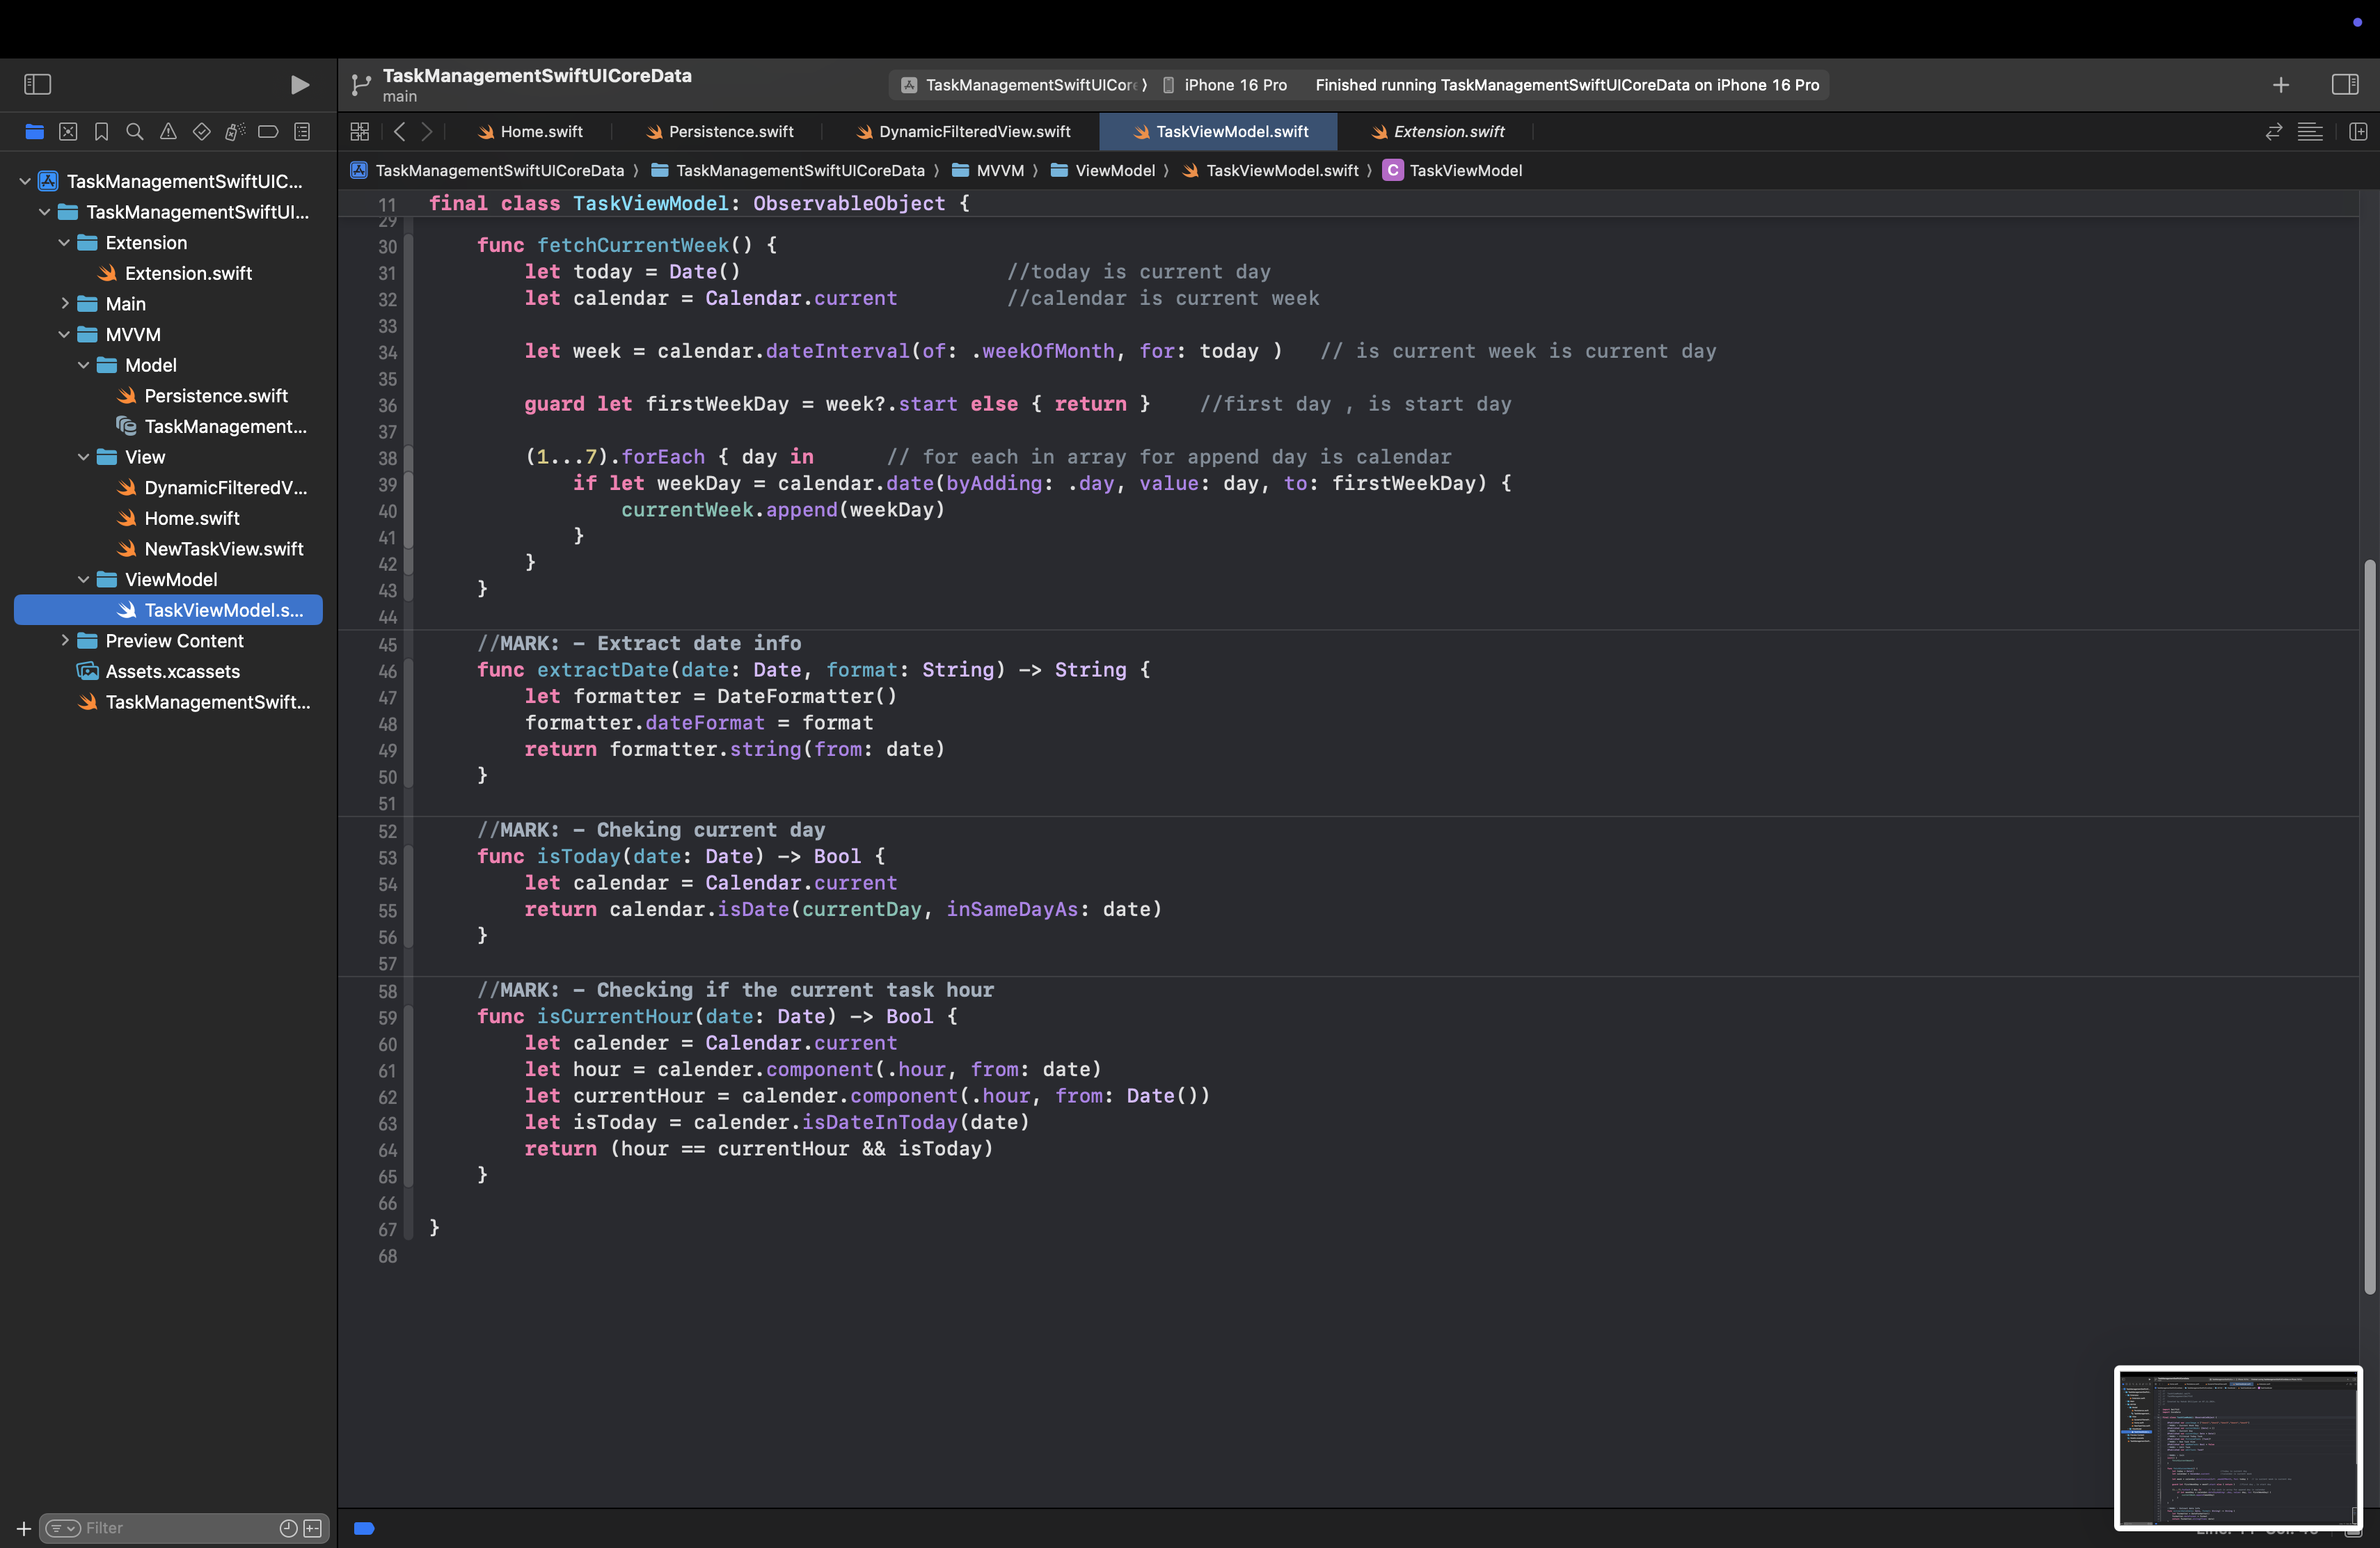 TaskManagementSwiftUICoreData
main
TaskManagementSwiftUICor
iPhone 16 Pro
Finished running TaskManagementSwiftUICoreData on iPhone 16 Pro
Home.swift
Persistence.swift
DynamicFilteredView.swift
TaskViewModel.swift
Extension.swift
TaskManagementSwiftUICoreData
TaskManagementSwiftUICoreData
MVVM
ViewModel
TaskViewModel.swift
C TaskViewModel
TaskManagementSwiftUIC...
TaskManagementSwiftUI...
Extension
Extension.swift
Main
MVVM
Model
Persistence.swift
TaskManagement...
View
DynamicFilteredV...
Home.swift
NewTaskView.swift
ViewModel
TaskViewModel.s...
Preview Content
Assets.xcassets
TaskManagementSwift...
Filter
11 final class TaskViewModel: ObservableObject {
29
30 func fetchCurrentWeek() {
31 let today = Date() //today is current day
32 let calendar = Calendar.current //calendar is current week
33
34 let week = calendar.dateInterval(of: .weekOfMonth, for: today ) // is current week is current day
35
36 guard let firstWeekDay = week?.start else { return } //first day , is start day
37
38 (1...7).forEach { day in // for each in array for append day is calendar
39 if let weekDay = calendar.date(byAdding: .day, value: day, to: firstWeekDay) {
40 currentWeek.append(weekDay)
41 }
42 }
43 }
44
45 //MARK: - Extract date info
46 func extractDate(date: Date, format: String) -> String {
47 let formatter = DateFormatter()
48 formatter.dateFormat = format
49 return formatter.string(from: date)
50 }
51
52 //MARK: - Cheking current day
53 func isToday(date: Date) -> Bool {
54 let calendar = Calendar.current
55 return calendar.isDate(currentDay, inSameDayAs: date)
56 }
57
58 //MARK: - Checking if the current task hour
59 func isCurrentHour(date: Date) -> Bool {
60 let calender = Calendar.current
61 let hour = calender.component(.hour, from: date)
62 let currentHour = calender.component(.hour, from: Date())
63 let isToday = calender.isDateInToday(date)
64 return (hour == currentHour && isToday)
65 }
66
67 }
68